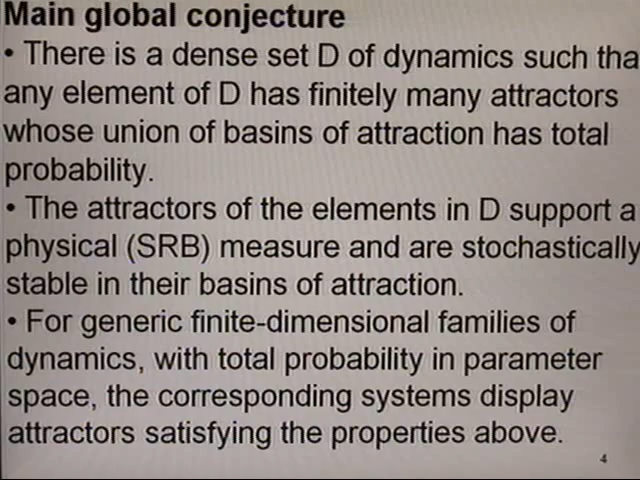 Main global conjecture
• There is a dense set D of dynamics such tha
any element of D has finitely many attractors
whose union of basins of attraction has total
probability.
• The attractors of the elements in D support a
physical (SRB) measure and are stochastically
stable in their basins of attraction.
• For generic finite-dimensional families of
dynamics, with total probability in parameter
space, the corresponding systems display
attractors satisfying the properties above.
4